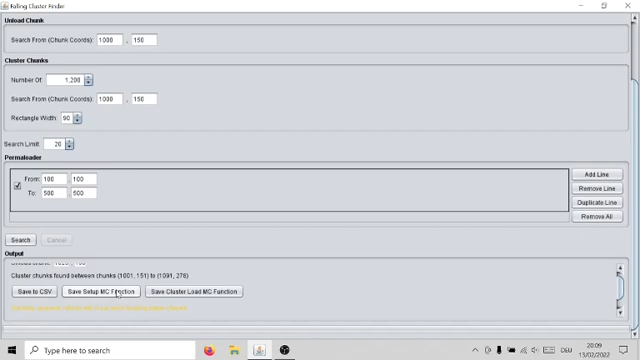 Falling Cluster Finder
Unload Chunk
Search From (Chunk Coords): 1000 , 150
Cluster Chunks
Number Of: 1,200
Search From (Chunk Coords): 1000 , 150
Rectangle Width: 90
Search Limit: 20
Permaloader
From: 100 , 100
To: 500 , 500
Add Line
Remove Line
Duplicate Line
Remove All
Search
Cancel
Output
Cluster chunks found between chunks (1001, 151) to (1091, 278)
Save to CSV
Save Setup MC Function
Save Cluster Load MC Function
Type here to search
DEU
20:09
13/02/2022